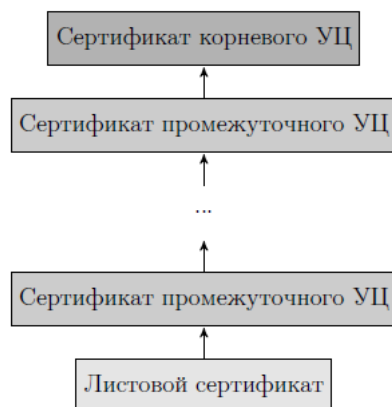 Сертификат корневого УЦ
Сертификат промежуточного УЦ
...
Сертификат промежуточного УЦ
Листовой сертификат